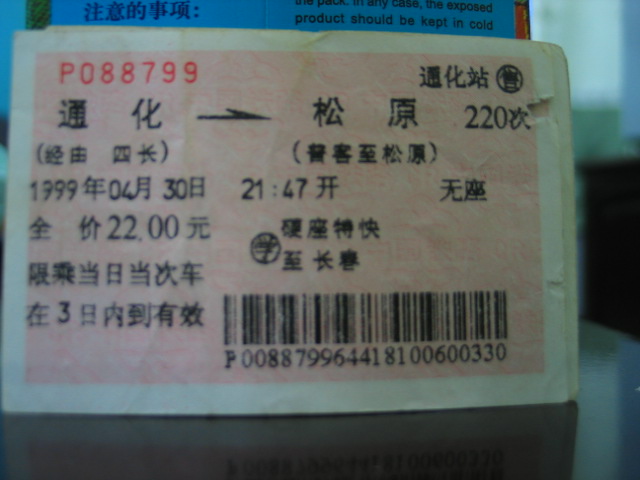 注意的事项:
the pack. In any case, the exposed
product should be kept in cold
P088799
通化站 售
通 化 松 原 220次
(经由 四长) (普客至松原)
1999年04月30日 21:47开 无座
全 价22.00元 硬座特快
学 至长春
限乘当日当次车
在3日内到有效
P00887996441810060­0330